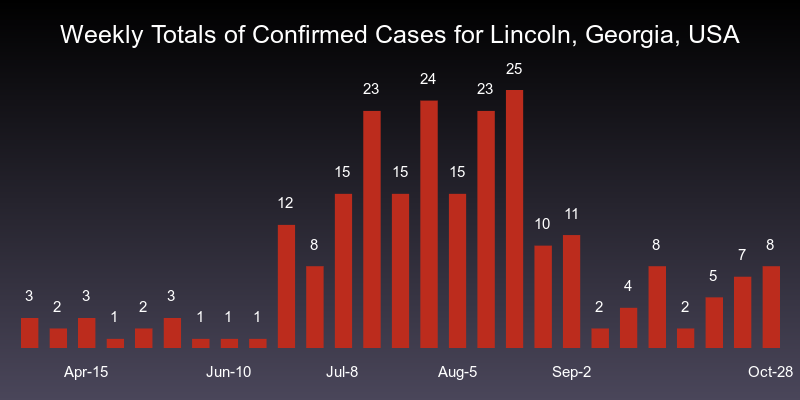 Weekly Totals of Confirmed Cases for Lincoln, Georgia, USA
3 2 3 1 2 3 1 1 1 12 8 15 23 15 24 15 23 25 10 11 2 4 8 2 5 7 8
Apr-15 Jun-10 Jul-8 Aug-5 Sep-2 Oct-28